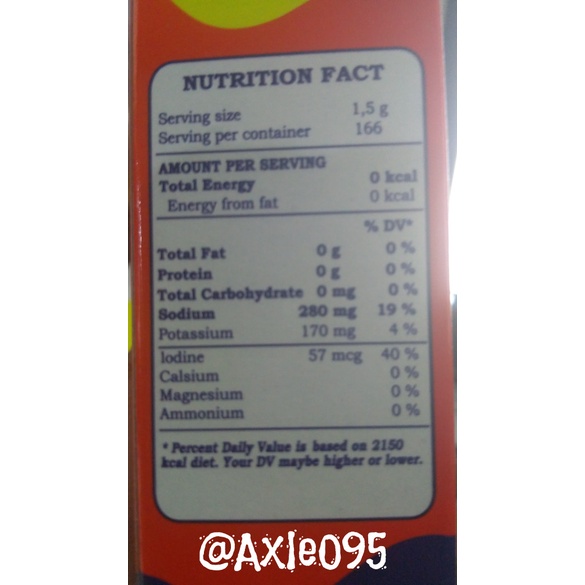 NUTRITION FACT
Serving size 1,5 g
Serving per container 166
AMOUNT PER SERVING
Total Energy 0 kcal
Energy from fat 0 kcal
% DV*
Total Fat 0 g 0 %
Protein 0 g 0 %
Total Carbohydrate 0 mg 0 %
Sodium 280 mg 19 %
Potassium 170 mg 4 %
Iodine 57 mcg 40 %
Calsium 0 %
Magnesium 0 %
Ammonium 0 %
* Percent Daily Value is based on 2150
kcal diet. Your DV maybe higher or lower.
@Axle095